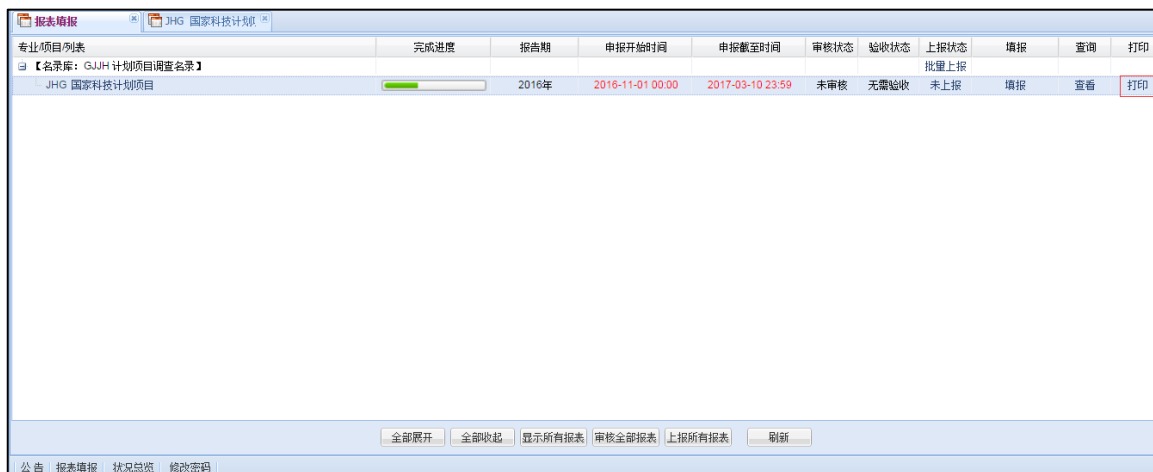 报表填报 JHG 国家科技计划项
专业/项目/列表 完成进度 报告期 申报开始时间 申报截至时间 审核状态 验收状态 上报状态 填报 查询 打印
【名录库：GJJH 计划项目调查名录】 批量上报
JHG 国家科技计划项目 2016年 2016-11-01 00:00 2017-03-10 23:59 未审核 无需验收 未上报 填报 查看 打印
全部展开 全部收起 显示所有报表 审核全部报表 上报所有报表 刷新
公告 报表填报 状况总览 修改密码